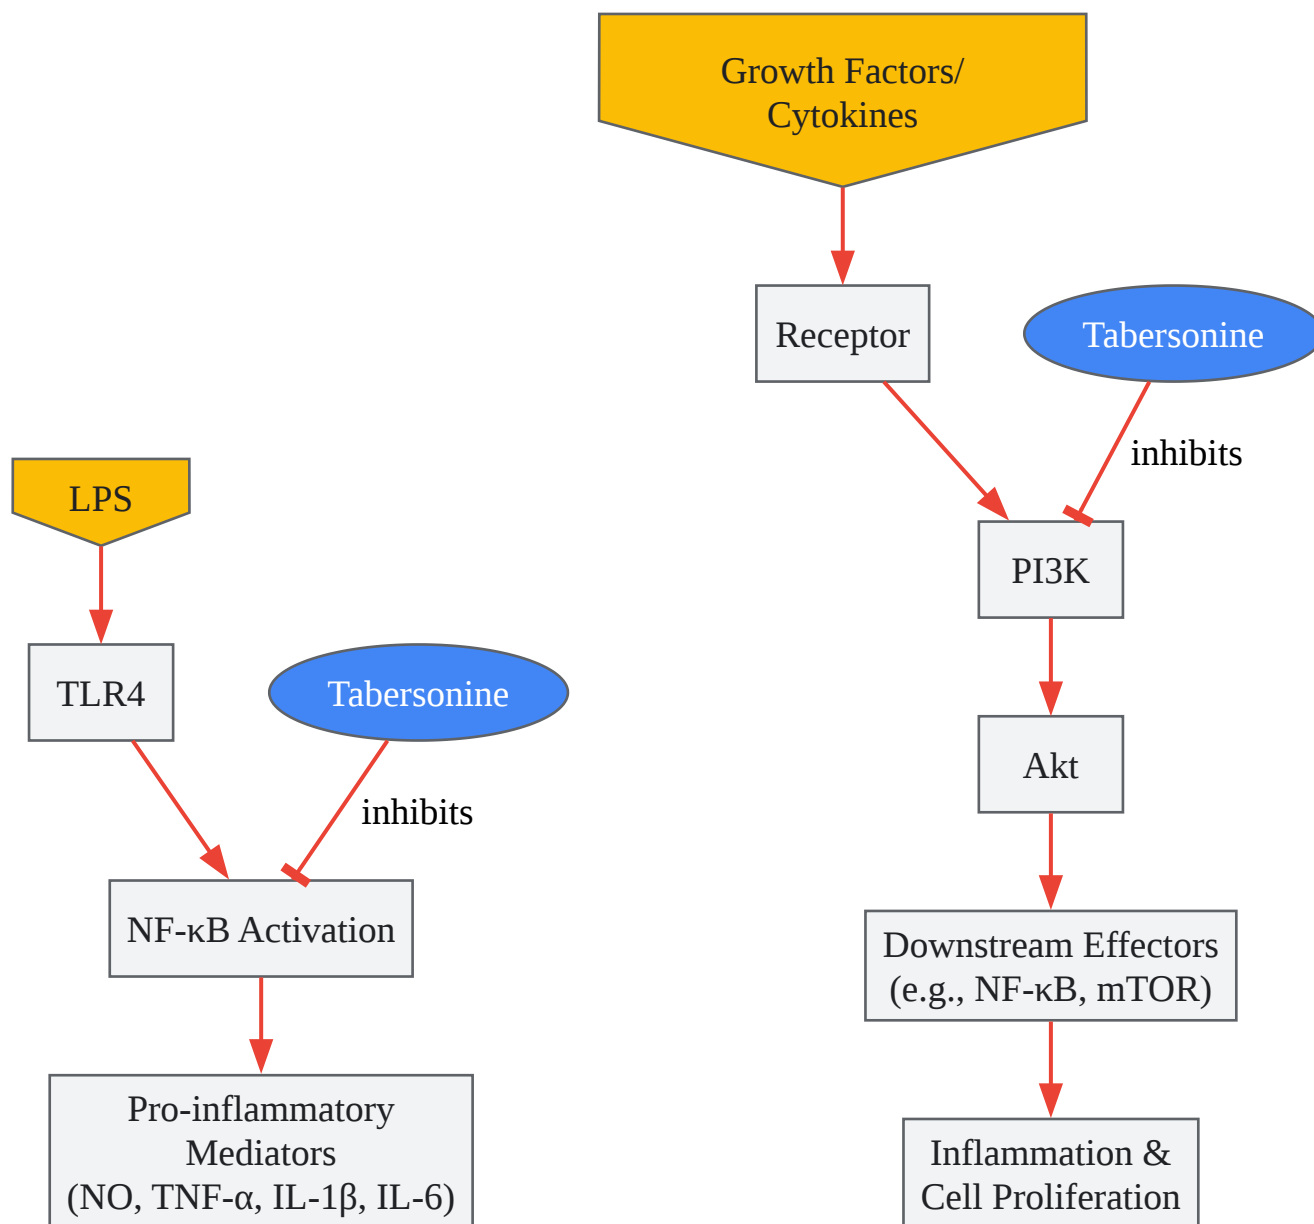 Growth Factors/
Cytokines
Receptor
Tabersonine
inhibits
PI3K
Akt
Downstream Effectors
(e.g., NF-κB, mTOR)
Inflammation &
Cell Proliferation
LPS
TLR4
Tabersonine
inhibits
NF-κB Activation
Pro-inflammatory
Mediators
(NO, TNF-α, IL-1β, IL-6)